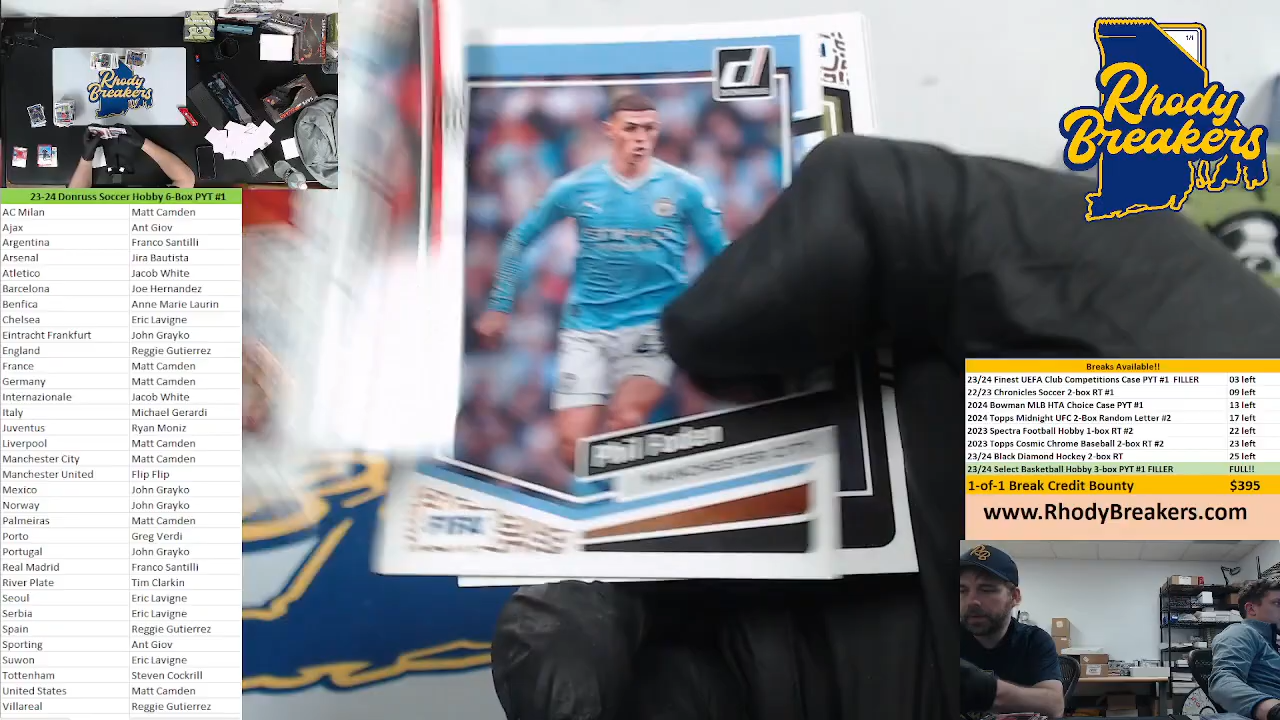 Rhody
Breakers
23-24 Donruss Soccer Hobby 6-Box PYT #1
AC Milan Matt Camden
Ajax Ant Giov
Argentina Franco Santilli
Arsenal Jira Bautista
Atletico Jacob White
Barcelona Joe Hernandez
Benfica Anne Marie Laurin
Chelsea Eric Lavigne
Eintracht Frankfurt John Grayko
England Reggie Gutierrez
France Matt Camden
Germany Matt Camden
Internazionale Jacob White
Italy Michael Gerardi
Juventus Ryan Moniz
Liverpool Matt Camden
Manchester City Matt Camden
Manchester United Flip Flip
Mexico John Grayko
Norway John Grayko
Palmeiras Matt Camden
Porto Greg Verdi
Portugal John Grayko
Real Madrid Franco Santilli
River Plate Tim Clarkin
Seoul Eric Lavigne
Serbia Eric Lavigne
Spain Reggie Gutierrez
Sporting Ant Giov
Suwon Eric Lavigne
Tottenham Steven Cockrill
United States Matt Camden
Villareal Reggie Gutierrez
d
Phil Foden
MANCHESTER CITY
FIFA
1/1
Rhody
Breakers
Breaks Available!!
23/24 Finest UEFA Club Competitions Case PYT #1 FILLER 03 left
22/23 Chronicles Soccer 2-box RT #1 09 left
2024 Bowman MLB HTA Choice Case PYT #1 13 left
2024 Topps Midnight UFC 2-Box Random Letter #2 17 left
2023 Spectra Football Hobby 1-box RT #2 22 left
2023 Topps Cosmic Chrome Baseball 2-box RT #2 23 left
23/24 Black Diamond Hockey 2-box RT 25 left
23/24 Select Basketball Hobby 3-box PYT #1 FILLER FULL!!
1-of-1 Break Credit Bounty $395
www.RhodyBreakers.com